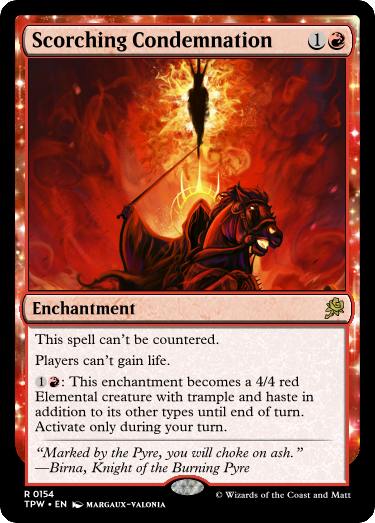 Scorching Condemnation 1
Enchantment
This spell can't be countered.
Players can't gain life.
1 : This enchantment becomes a 4/4 red
Elemental creature with trample and haste in
addition to its other types until end of turn.
Activate only during your turn.
"Marked by the Pyre, you will choke on ash."
—Birna, Knight of the Burning Pyre
R 0154
TPW • EN MARGAUX-VALONIA
© Wizards of the Coast and Matt